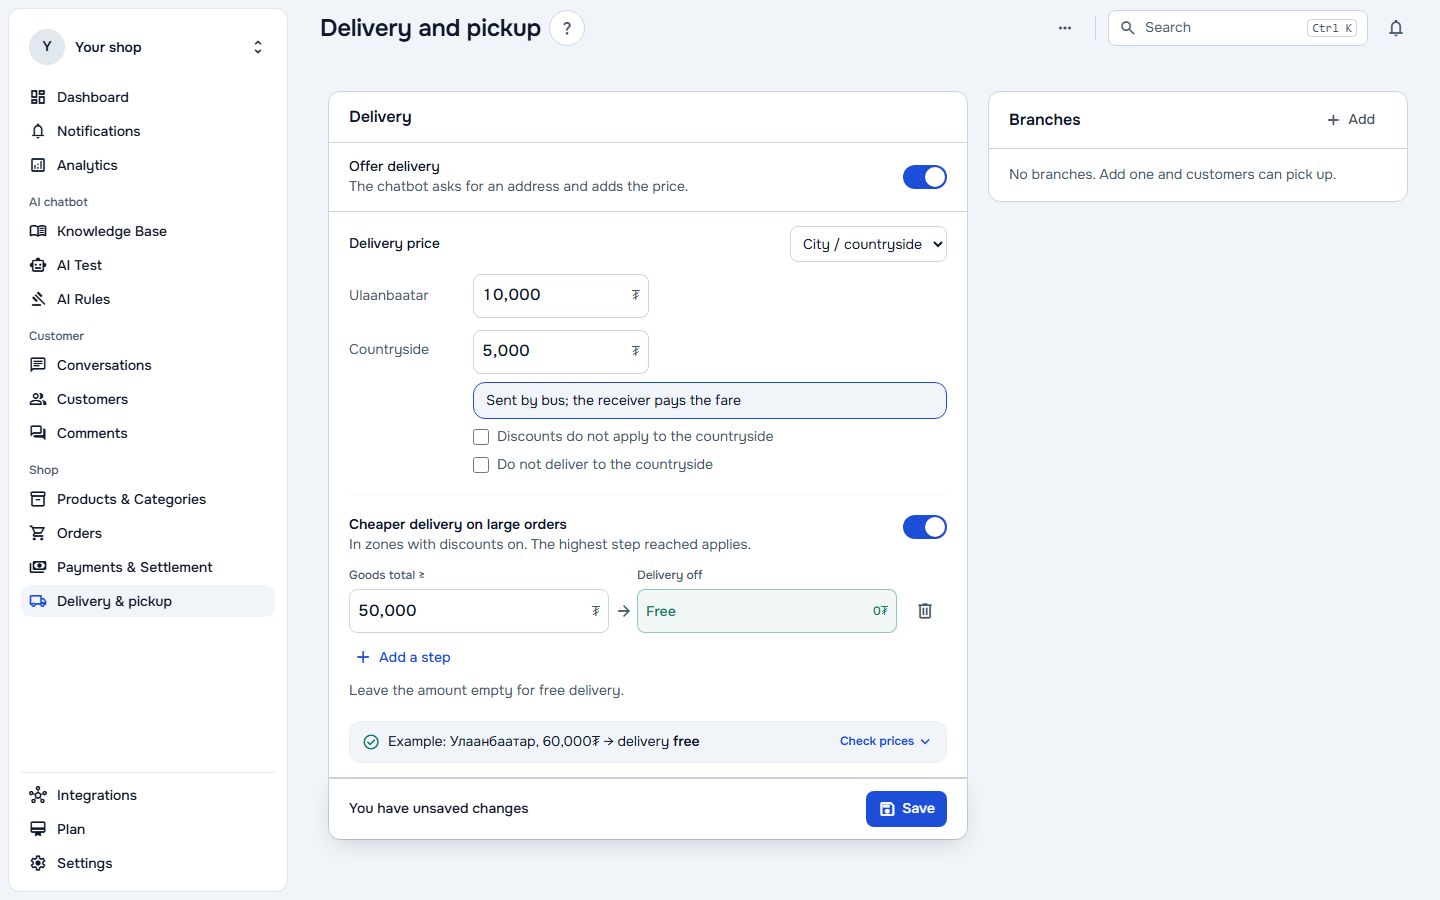 Y
Your shop
Dashboard
Notifications
Analytics
AI chatbot
Knowledge Base
AI Test
AI Rules
Customer
Conversations
Customers
Comments
Shop
Products & Categories
Orders
Payments & Settlement
Delivery & pickup
Integrations
Plan
Settings
Delivery and pickup ?
Search Ctrl K
Delivery
Offer delivery
The chatbot asks for an address and adds the price.
Delivery price City / countryside
Ulaanbaatar 10,000 ₮
Countryside 5,000 ₮
Sent by bus; the receiver pays the fare
Discounts do not apply to the countryside
Do not deliver to the countryside
Cheaper delivery on large orders
In zones with discounts on. The highest step reached applies.
Goods total ≥ Delivery off
50,000 ₮ → Free 0₮
+ Add a step
Leave the amount empty for free delivery.
Example: Улаанбаатар, 60,000₮ → delivery free Check prices
You have unsaved changes Save
Branches + Add
No branches. Add one and customers can pick up.